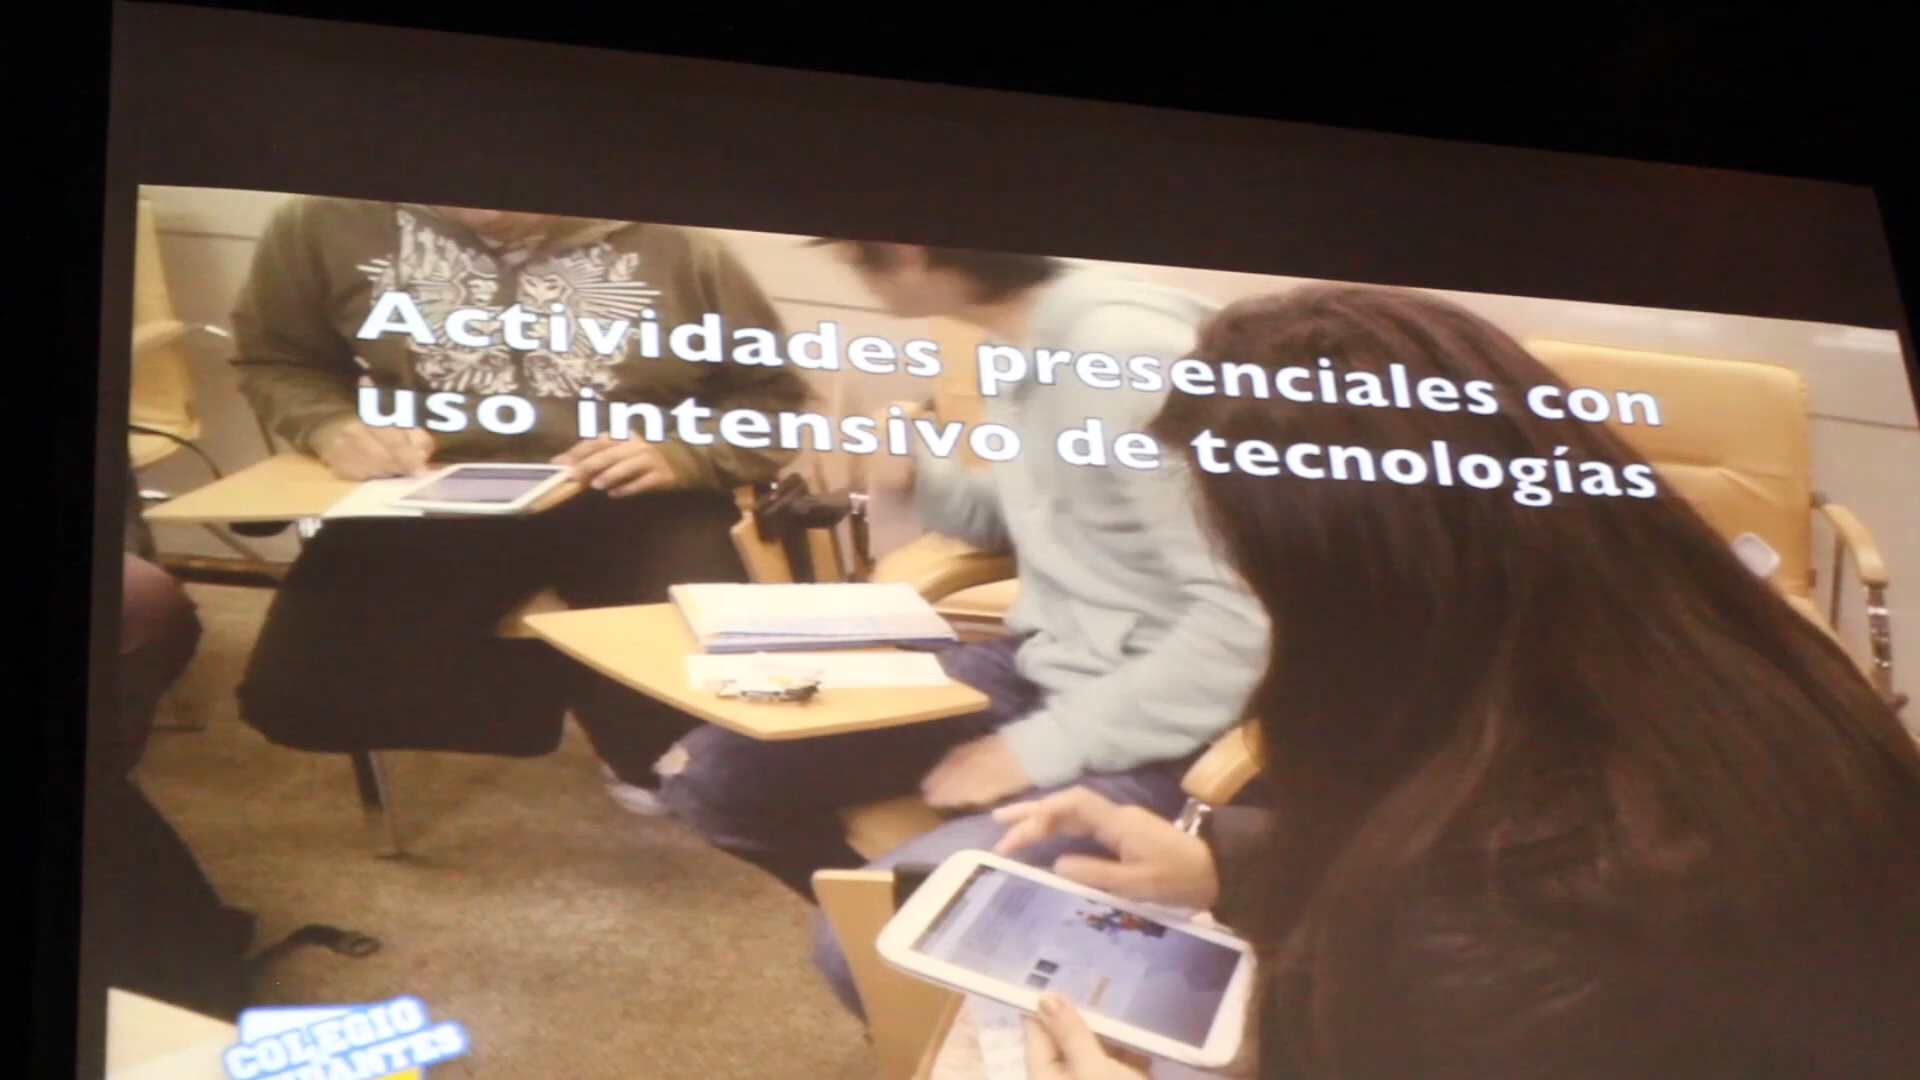 Actividades presenciales con
uso intensivo de tecnologías
COLEGIO